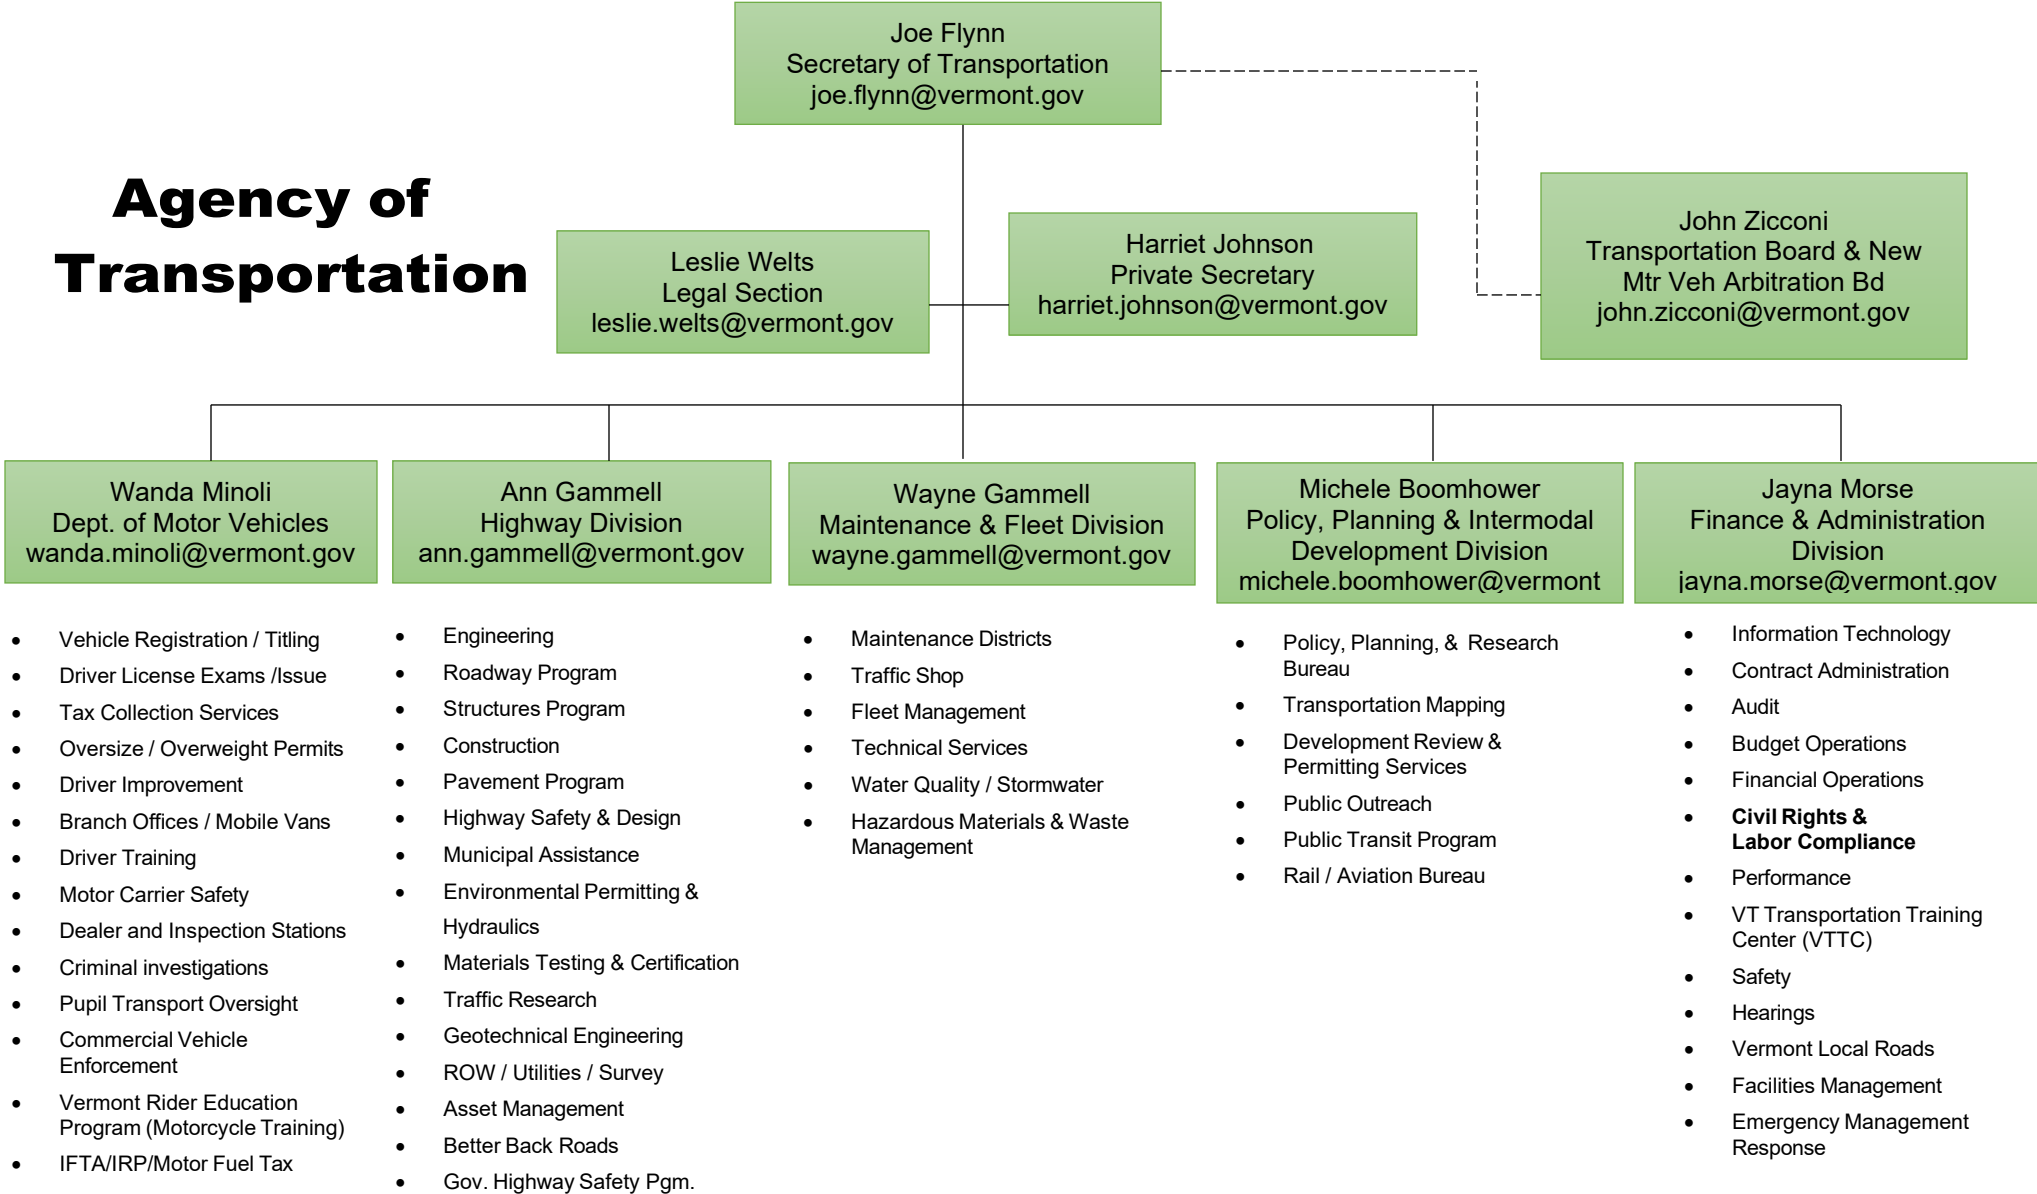 Joe Flynn
Secretary of Transportation
joe.flynn@vermont.gov
Agency of
Transportation
Leslie Welts
Legal Section
leslie.welts@vermont.gov
Harriet Johnson
Private Secretary
harriet.johnson@vermont.gov
John Zicconi
Transportation Board & New
Mtr Veh Arbitration Bd
john.zicconi@vermont.gov
Wanda Minoli
Dept. of Motor Vehicles
wanda.minoli@vermont.gov
Ann Gammell
Highway Division
ann.gammell@vermont.gov
Wayne Gammell
Maintenance & Fleet Division
wayne.gammell@vermont.gov
Michele Boomhower
Policy, Planning & Intermodal
Development Division
michele.boomhower@vermont
Jayna Morse
Finance & Administration
Division
jayna.morse@vermont.gov
• Vehicle Registration / Titling
• Driver License Exams /Issue
• Tax Collection Services
• Oversize / Overweight Permits
• Driver Improvement
• Branch Offices / Mobile Vans
• Driver Training
• Motor Carrier Safety
• Dealer and Inspection Stations
• Criminal investigations
• Pupil Transport Oversight
• Commercial Vehicle
Enforcement
• Vermont Rider Education
Program (Motorcycle Training)
• IFTA/IRP/Motor Fuel Tax
• Engineering
• Roadway Program
• Structures Program
• Construction
• Pavement Program
• Highway Safety & Design
• Municipal Assistance
• Environmental Permitting &
Hydraulics
• Materials Testing & Certification
• Traffic Research
• Geotechnical Engineering
• ROW / Utilities / Survey
• Asset Management
• Better Back Roads
• Gov. Highway Safety Pgm.
• Maintenance Districts
• Traffic Shop
• Fleet Management
• Technical Services
• Water Quality / Stormwater
• Hazardous Materials & Waste
Management
• Policy, Planning, & Research
Bureau
• Transportation Mapping
• Development Review &
Permitting Services
• Public Outreach
• Public Transit Program
• Rail / Aviation Bureau
• Information Technology
• Contract Administration
• Audit
• Budget Operations
• Financial Operations
• Civil Rights &
Labor Compliance
• Performance
• VT Transportation Training
Center (VTTC)
• Safety
• Hearings
• Vermont Local Roads
• Facilities Management
• Emergency Management
Response